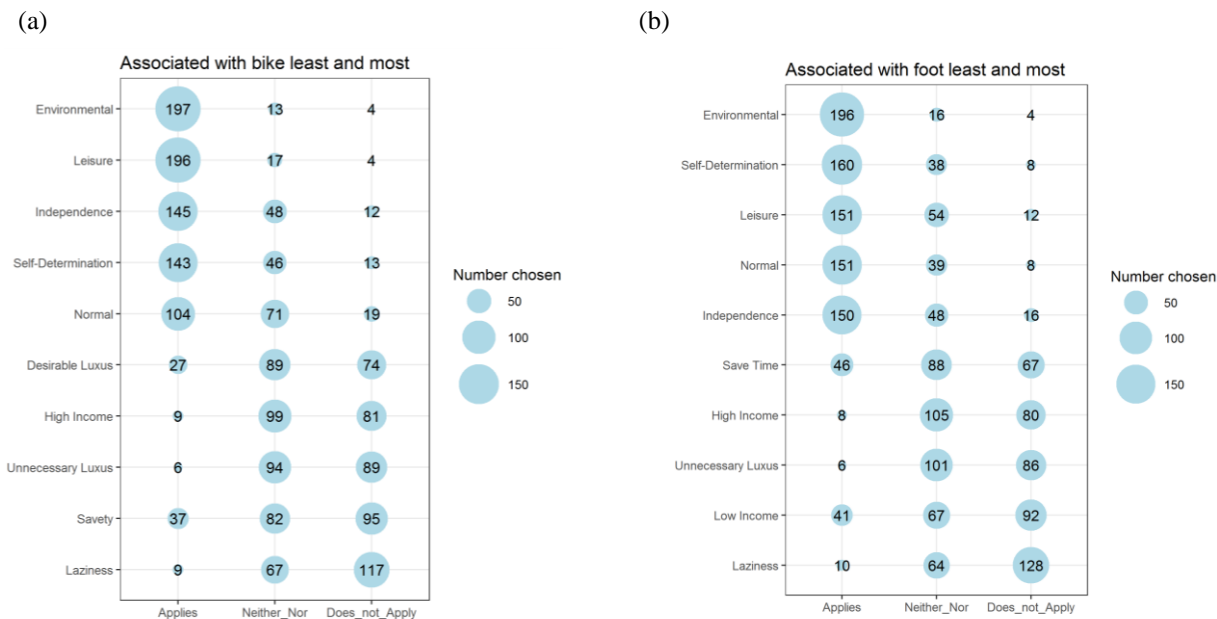 (a)
Associated with bike least and most
Environmental 197 13 4
Leisure 196 17 4
Independence 145 48 12
Self-Determination 143 46 13
Normal 104 71 19
Desirable Luxus 27 89 74
High Income 9 99 81
Unnecessary Luxus 6 94 89
Savety 37 82 95
Laziness 9 67 117
Applies Neither_Nor Does_not_Apply
Number chosen
50
100
150
(b)
Associated with foot least and most
Environmental 196 16 4
Self-Determination 160 38 8
Leisure 151 54 12
Normal 151 39 8
Independence 150 48 16
Save Time 46 88 67
High Income 8 105 80
Unnecessary Luxus 6 101 86
Low Income 41 67 92
Laziness 10 64 128
Applies Neither_Nor Does_not_Apply
Number chosen
50
100
150